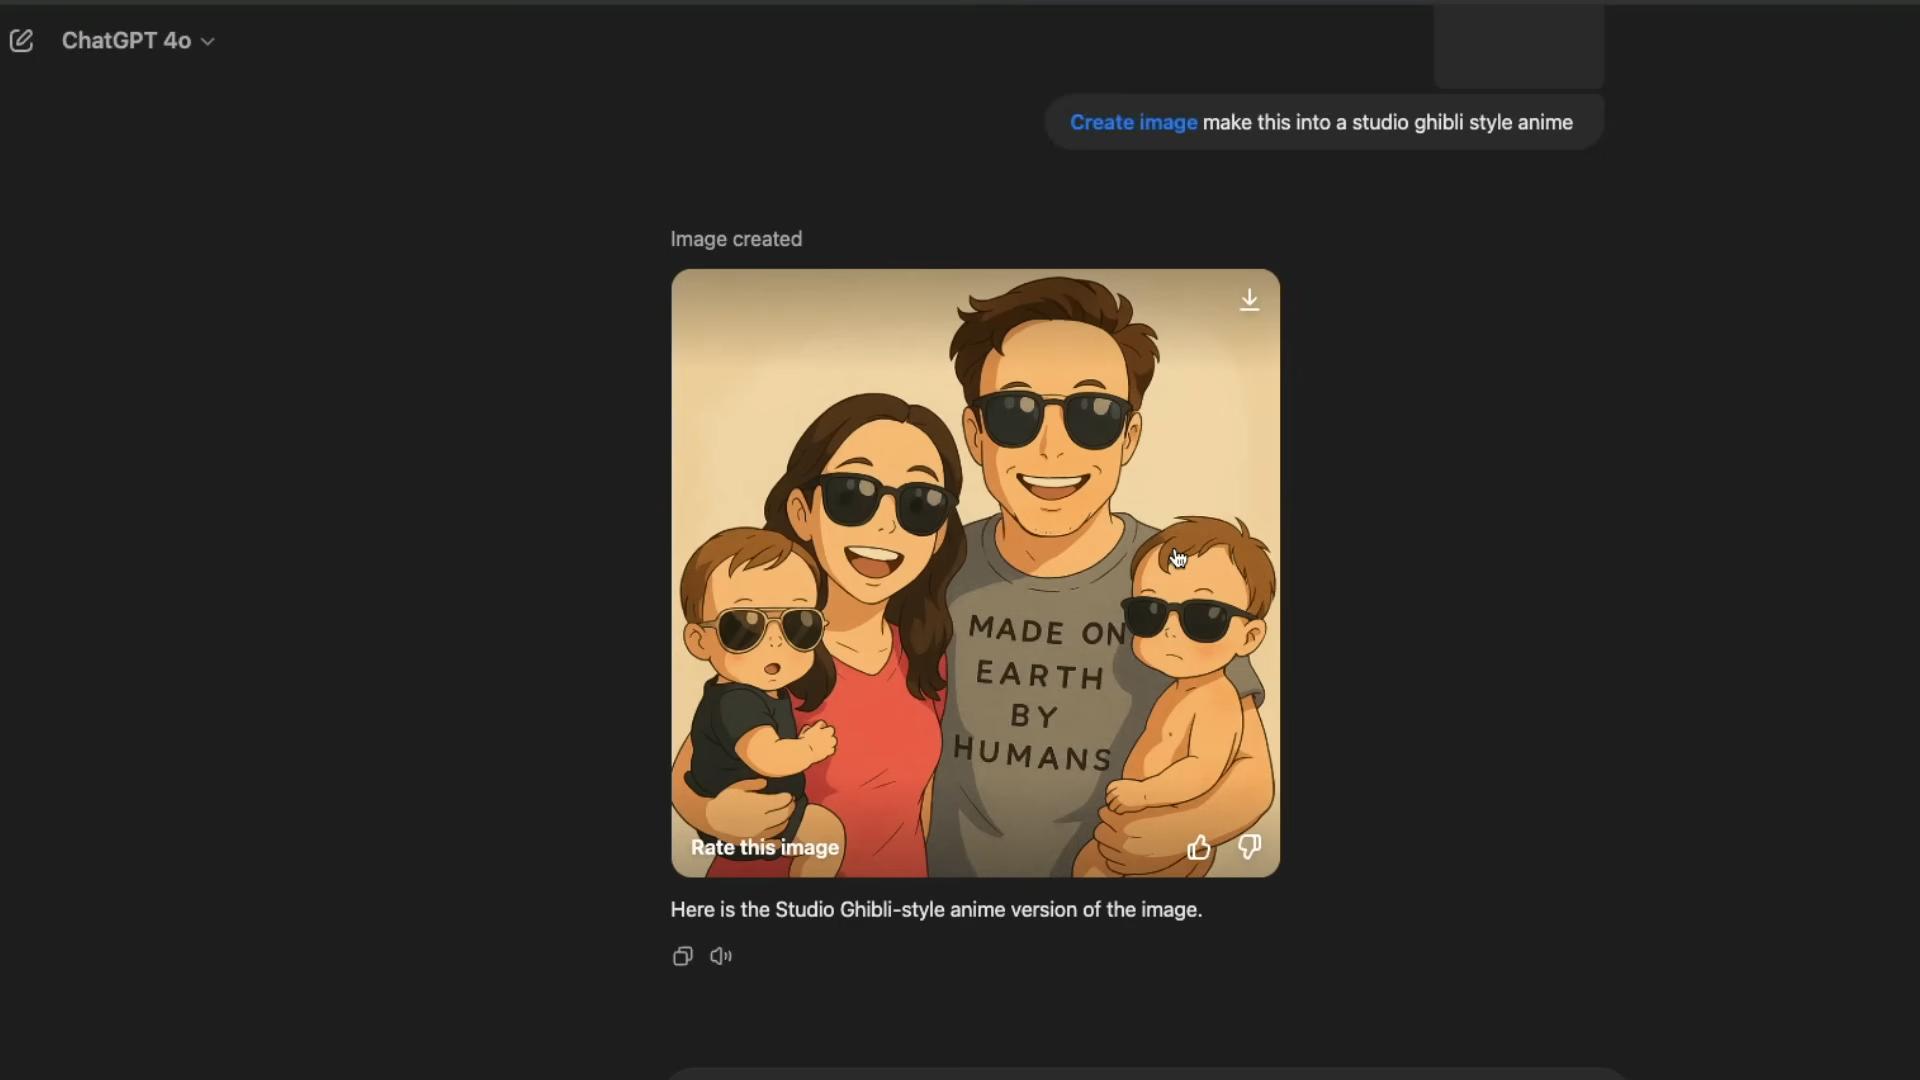 ChatGPT 4o
Create image make this into a studio ghibli style anime
Image created
MADE ON
EARTH
BY
HUMANS
Rate this image
Here is the Studio Ghibli-style anime version of the image.